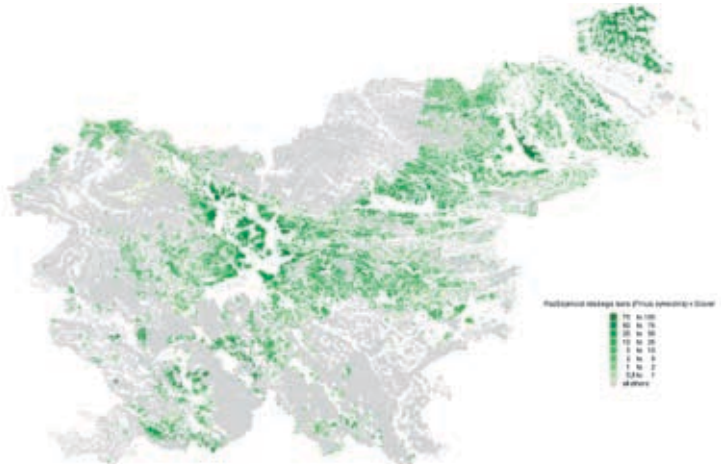 Razširjenost rdečega bora (Pinus sylvestris) v Sloveni
75 to 100
50 to 75
25 to 50
10 to 25
5 to 10
2 to 5
1 to 2
0,5 to 1
all others